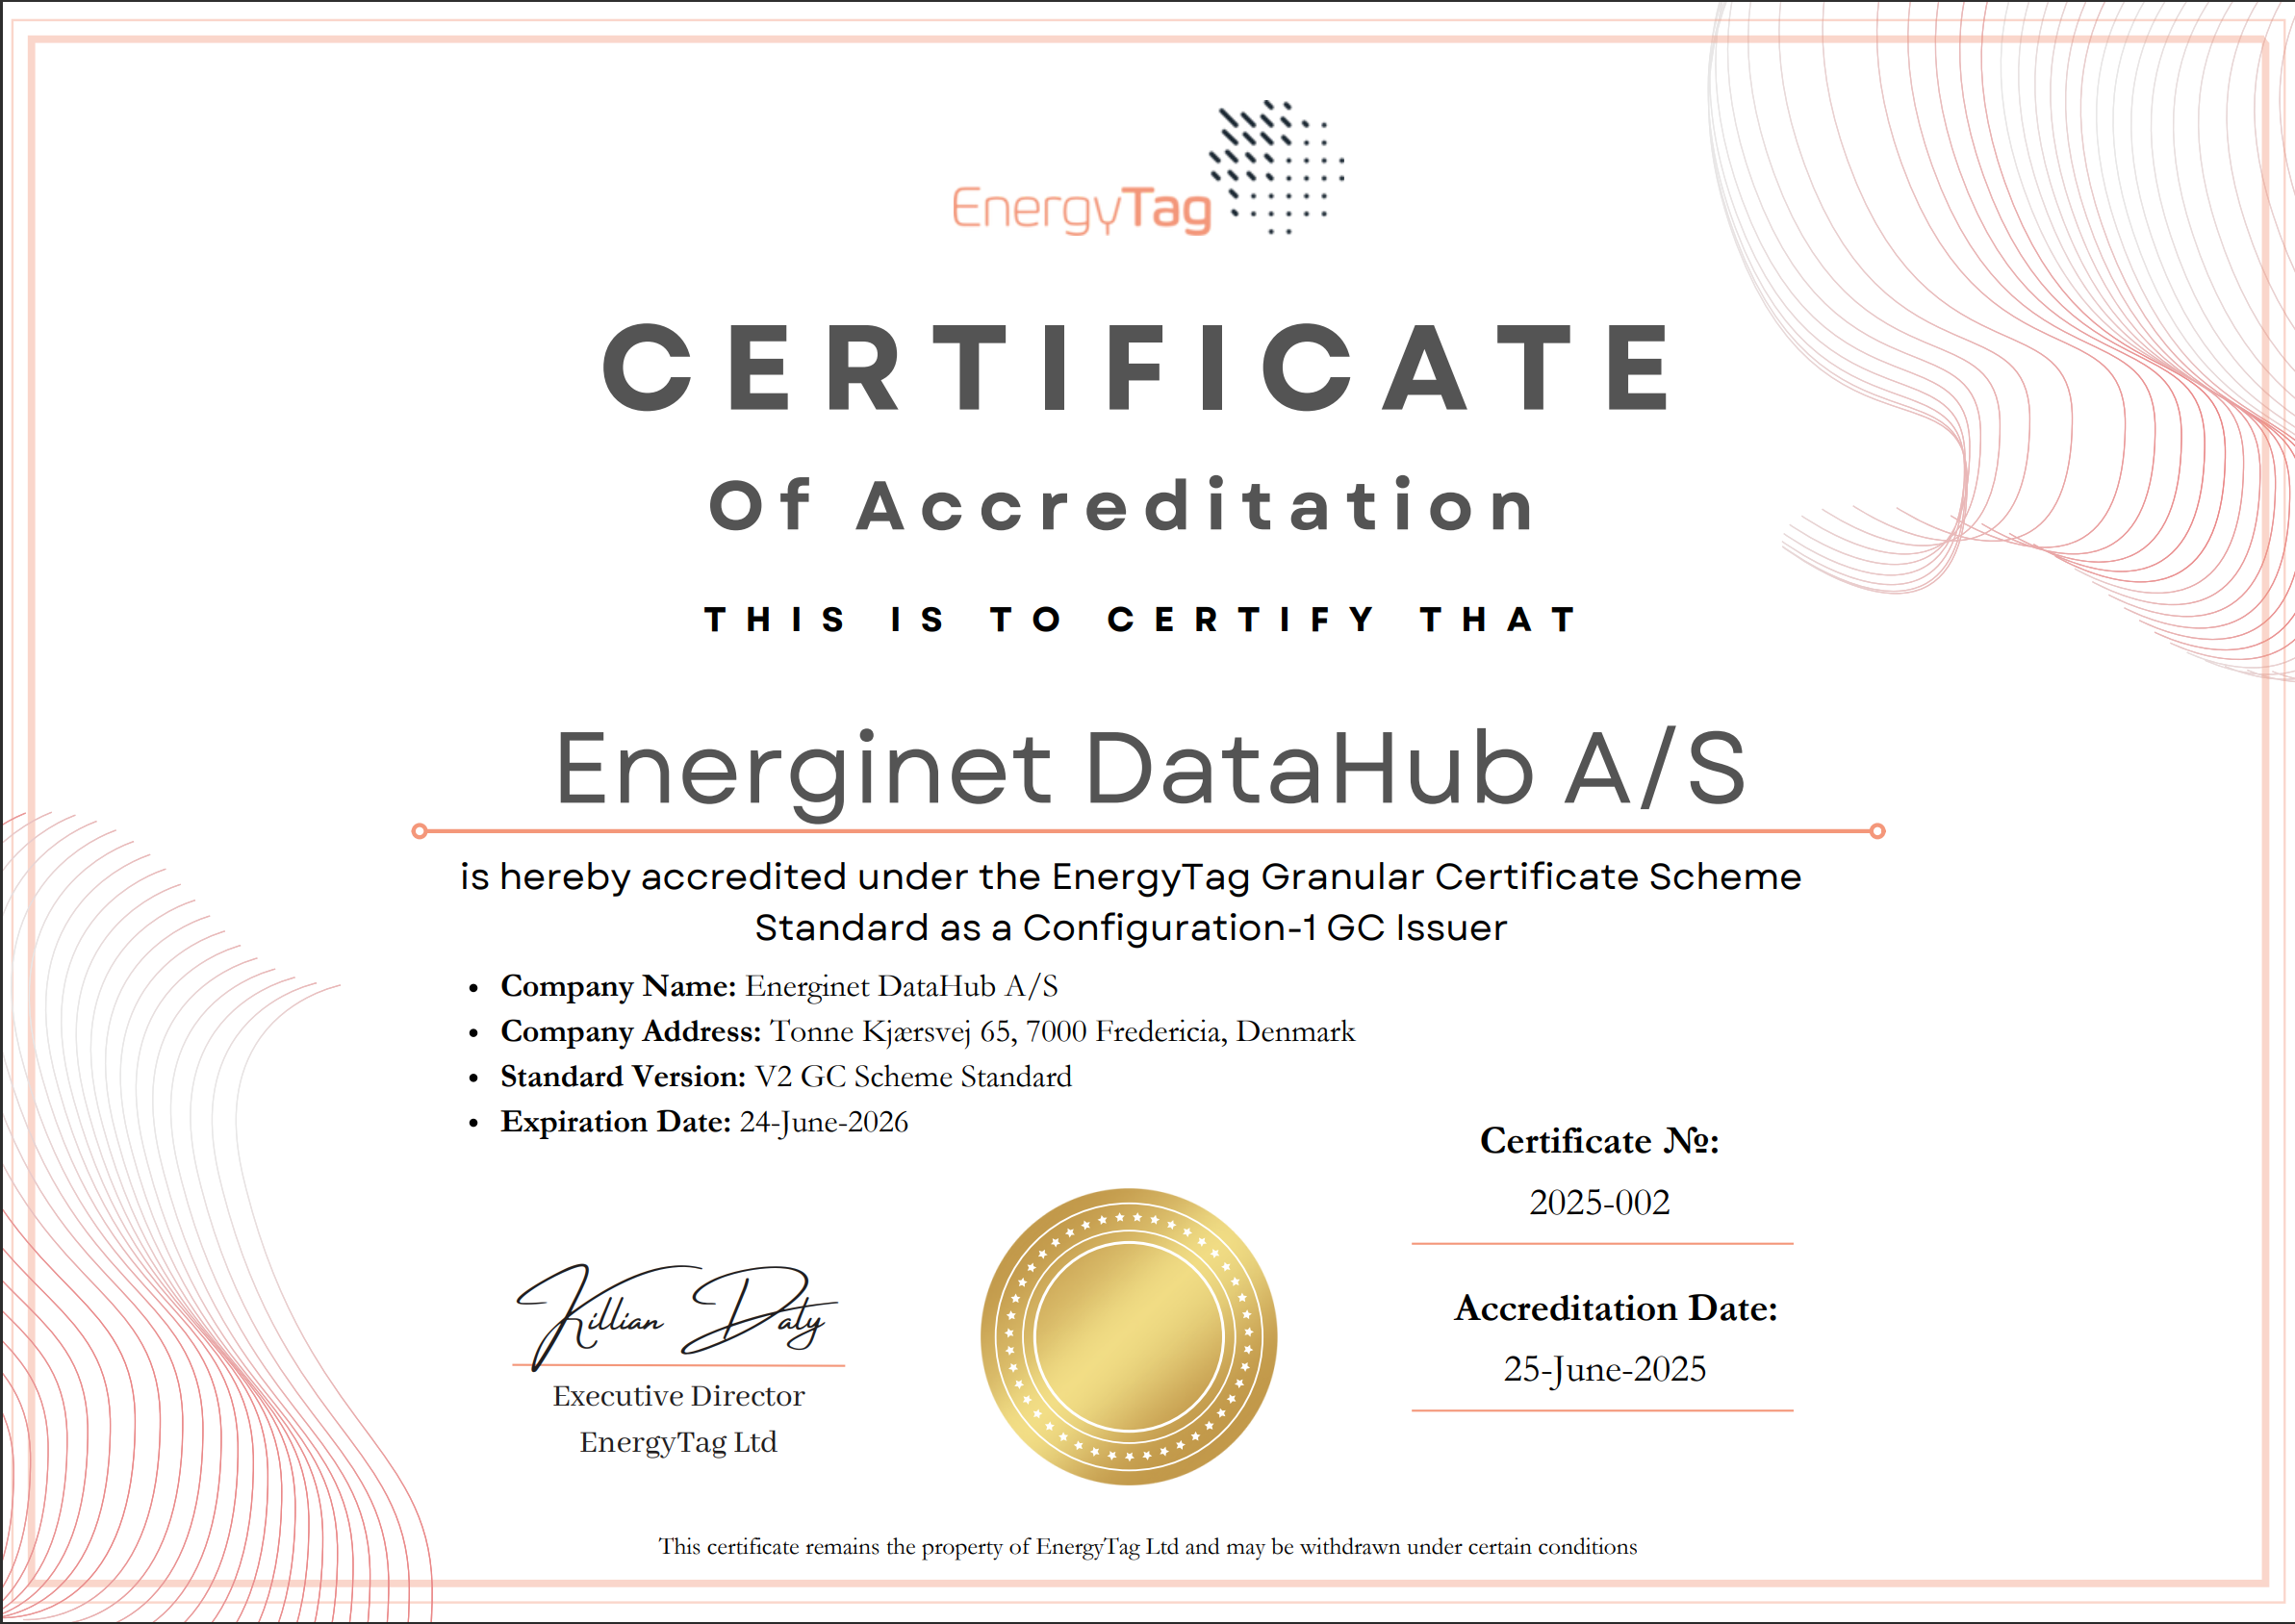 EnergyTag
CERTIFICATE
Of Accreditation
THIS IS TO CERTIFY THAT
Energinet DataHub A/S
is hereby accredited under the EnergyTag Granular Certificate Scheme
Standard as a Configuration-1 GC Issuer
• Company Name: Energinet DataHub A/S
• Company Address: Tonne Kjærsvej 65, 7000 Fredericia, Denmark
• Standard Version: V2 GC Scheme Standard
• Expiration Date: 24-June-2026
Killian Daly
Executive Director
EnergyTag Ltd
Certificate №:
2025-002
Accreditation Date:
25-June-2025
This certificate remains the property of EnergyTag Ltd and may be withdrawn under certain conditions